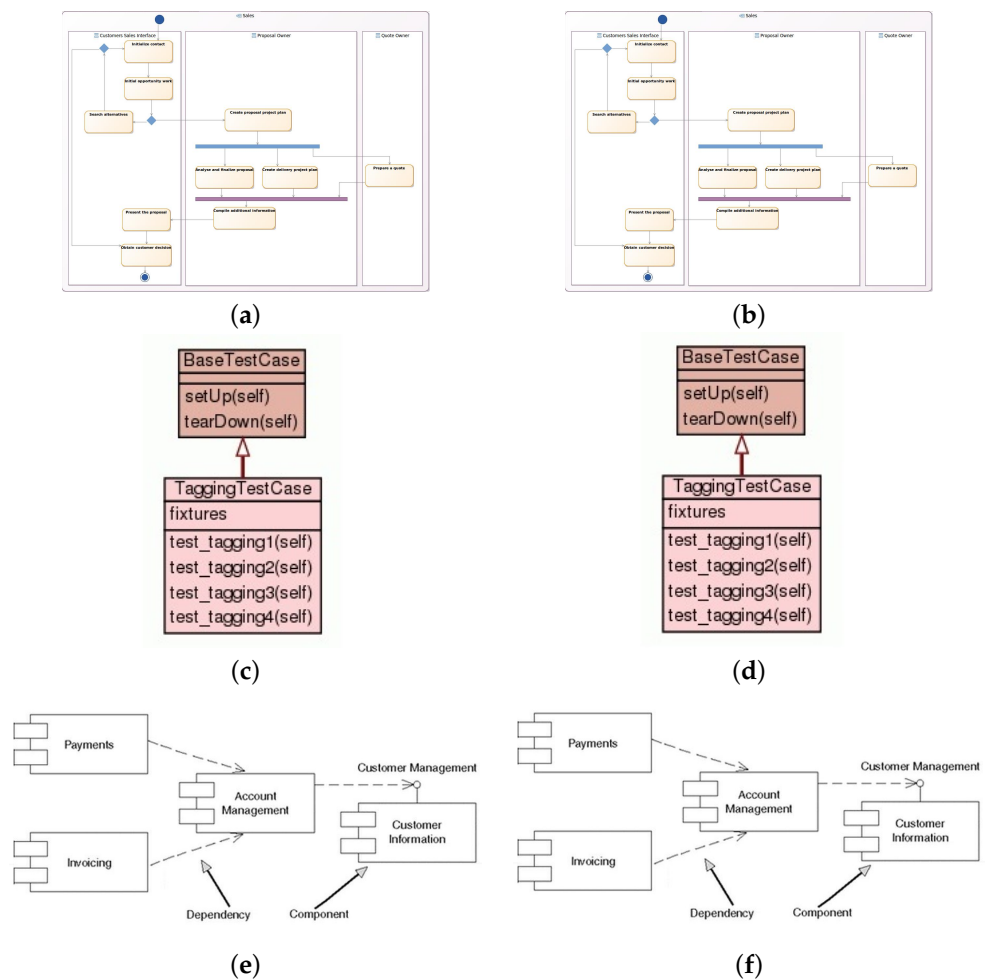 Sales
Customers Sales Interface
Proposal Owner
Quote Owner
Initialize contact
Initial opportunity work
Search alternatives
Create proposal project plan
Analyse and finalize proposal
Create delivery project plan
Prepare a quote
Compile additional information
Present the proposal
Obtain customer decision
(a)
Sales
Customers Sales Interface
Proposal Owner
Quote Owner
Initialize contact
Initial opportunity work
Search alternatives
Create proposal project plan
Analyse and finalize proposal
Create delivery project plan
Prepare a quote
Compile additional information
Present the proposal
Obtain customer decision
(b)
BaseTestCase
setUp(self)
tearDown(self)
TaggingTestCase
fixtures
test_tagging1(self)
test_tagging2(self)
test_tagging3(self)
test_tagging4(self)
(c)
BaseTestCase
setUp(self)
tearDown(self)
TaggingTestCase
fixtures
test_tagging1(self)
test_tagging2(self)
test_tagging3(self)
test_tagging4(self)
(d)
Payments
Customer Management
Account
Management
Customer
Information
Invoicing
Dependency
Component
(e)
Payments
Customer Management
Account
Management
Customer
Information
Invoicing
Dependency
Component
(f)